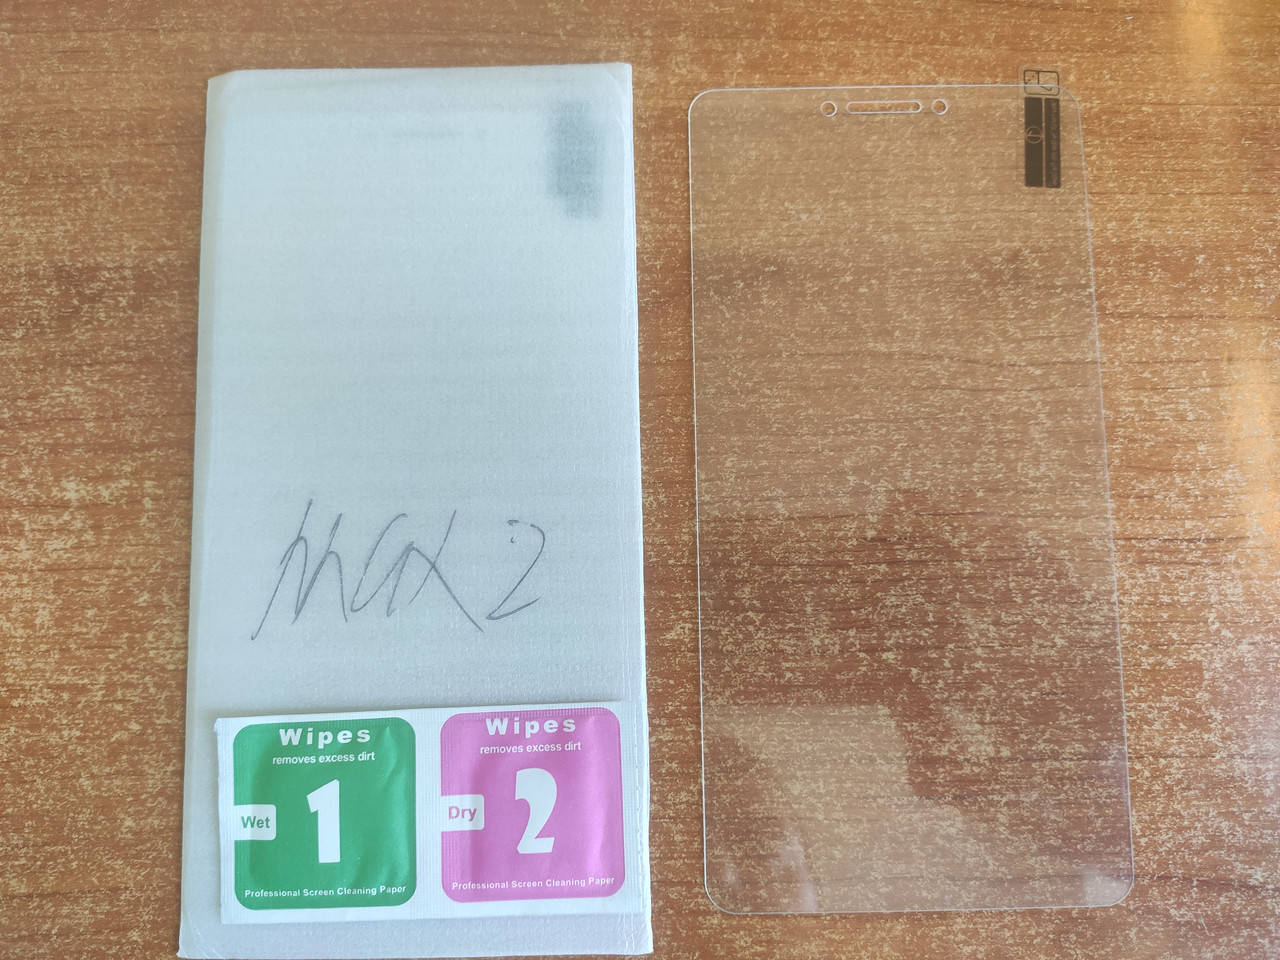 Max 2
Wipes
removes excess dirt
1
Wet
Professional Screen Cleaning Paper
Wipes
removes excess dirt
Dry
2
Professional Screen Cleaning Paper